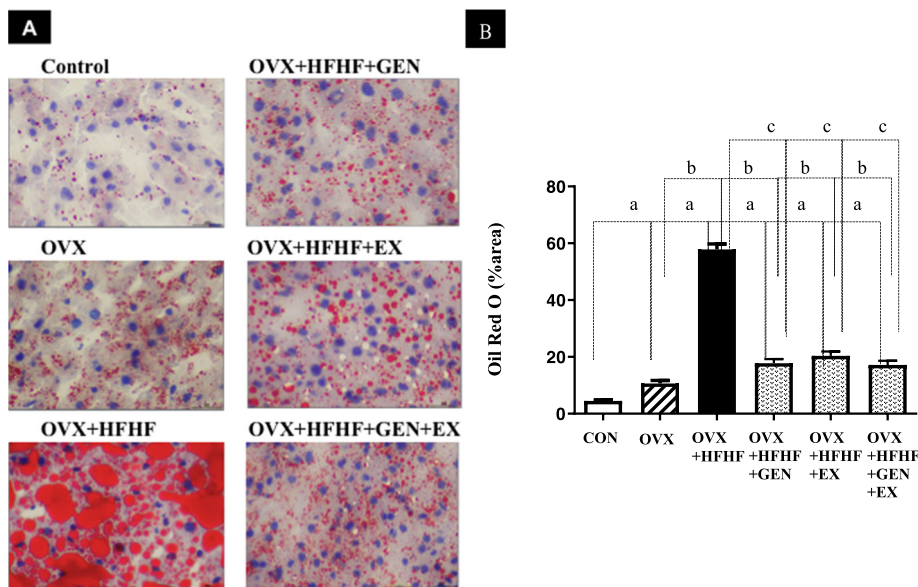 A
Control
OVX+HFHF+GEN
OVX
OVX+HFHF+EX
OVX+HFHF
OVX+HFHF+GEN+EX
B
c c c
b b b b
a a a a a
Oil Red O (%area)
80
60
40
20
0
CON
OVX
OVX
+HFHF
OVX
+HFHF
+GEN
OVX
+HFHF
+EX
OVX
+HFHF
+GEN
+EX